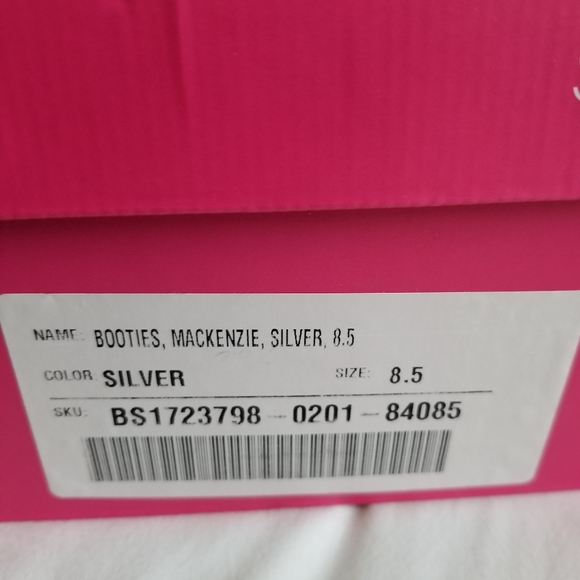 NAME: BOOTIES, MACKENZIE, SILVER, 8.5
COLOR: SILVER SIZE: 8.5
SKU: BS1723798-0201-84085